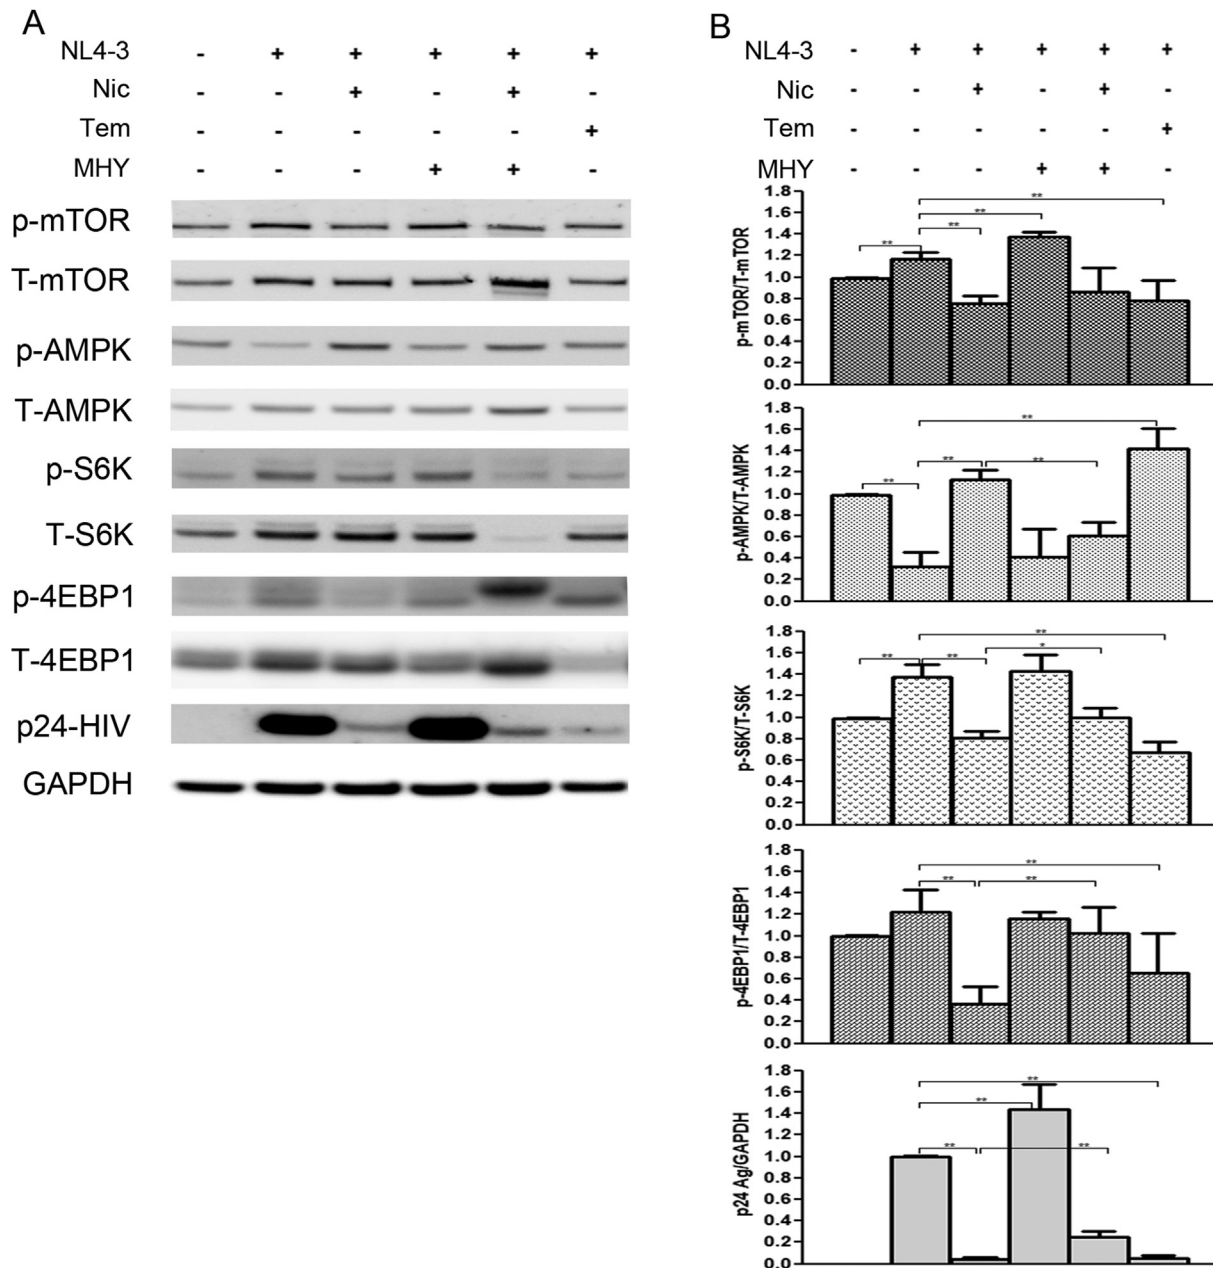 A
NL4-3 - + + + + +
Nic - - + - + -
Tem - - - - - +
MHY - - - + + -
p-mTOR
T-mTOR
p-AMPK
T-AMPK
p-S6K
T-S6K
p-4EBP1
T-4EBP1
p24-HIV
GAPDH
B
NL4-3 - + + + + +
Nic - - + - + -
Tem - - - - - +
MHY - - - + + -
p-mTOR/T-mTOR
1.8
1.6
1.4
1.2
1.0
0.8
0.6
0.4
0.2
0.0
**
**
**
**
p-AMPK/T-AMPK
1.8
1.6
1.4
1.2
1.0
0.8
0.6
0.4
0.2
0.0
**
**
**
**
p-S6K/T-S6K
1.8
1.6
1.4
1.2
1.0
0.8
0.6
0.4
0.2
0.0
**
*
**
**
p-4EBP1/T-4EBP1
1.8
1.6
1.4
1.2
1.0
0.8
0.6
0.4
0.2
0.0
**
**
**
p24 Ag/GAPDH
1.8
1.6
1.4
1.2
1.0
0.8
0.6
0.4
0.2
0.0
**
**
**
**